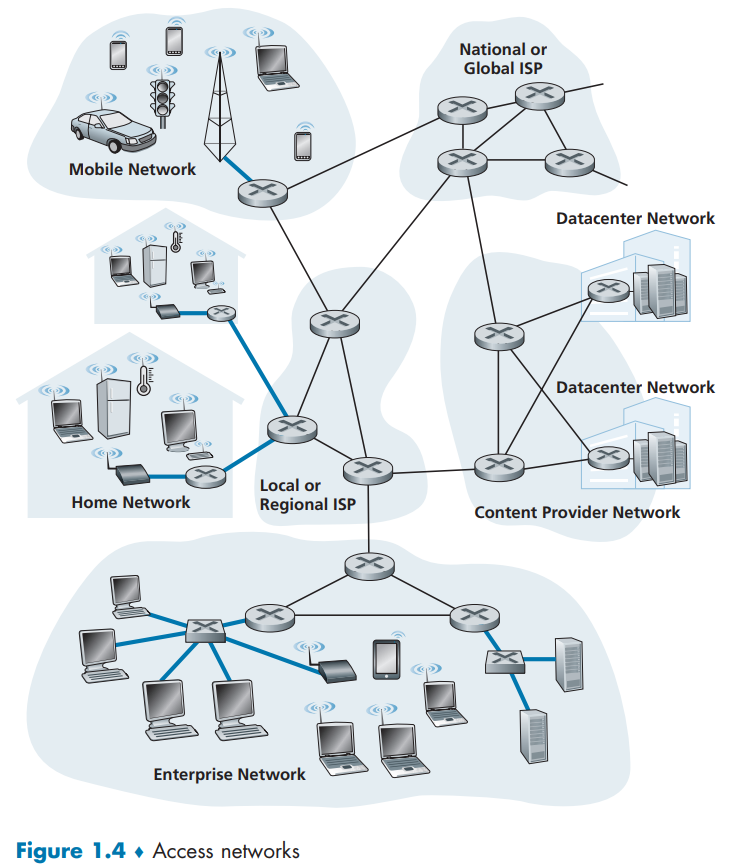 National or
Global ISP
Mobile Network
Datacenter Network
Datacenter Network
Local or
Regional ISP
Home Network
Content Provider Network
Enterprise Network
Figure 1.4 ♦ Access networks